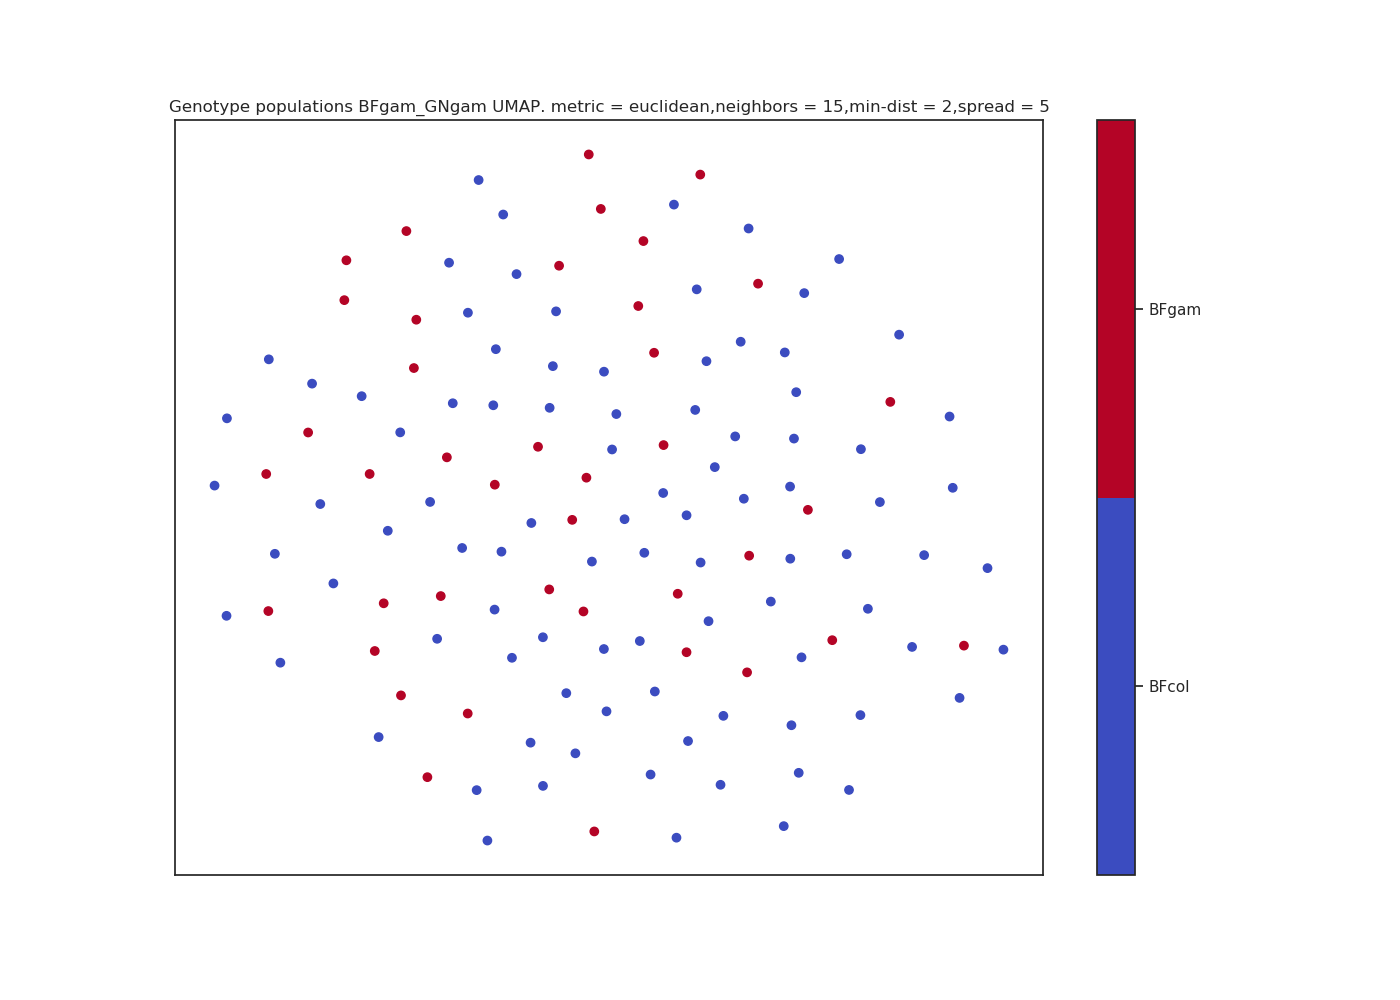 Genotype populations BFgam_GNgam UMAP. metric = euclidean,neighbors = 15,min-dist = 2,spread = 5
BFgam
BFcol